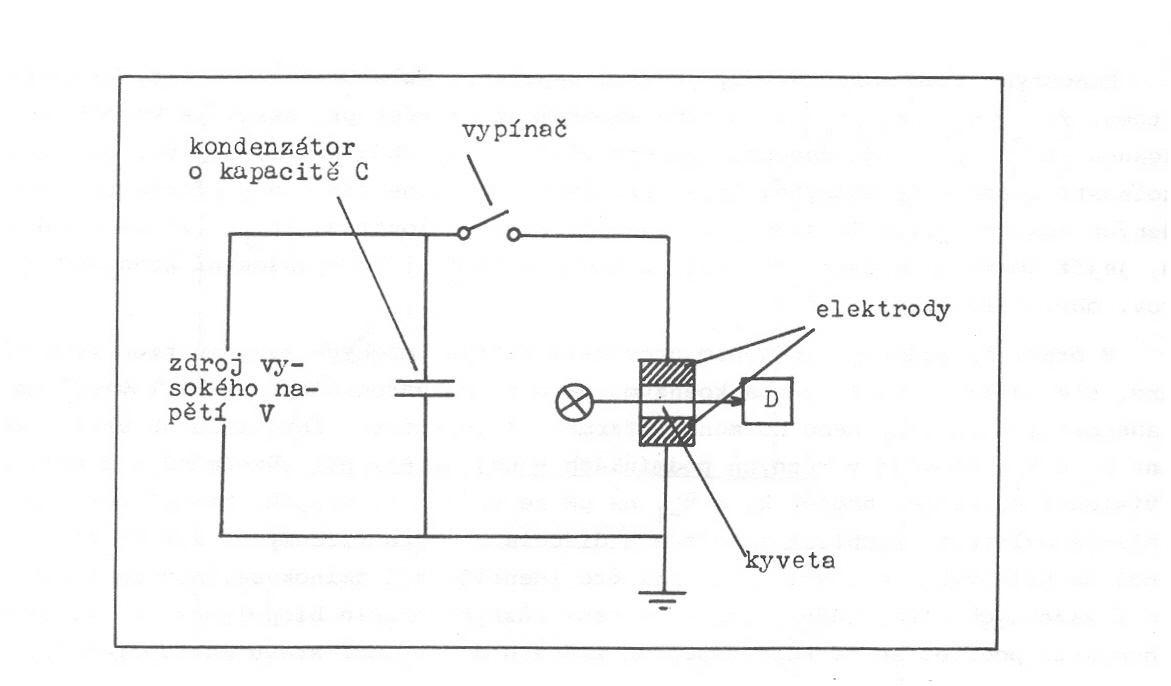 vypínač
kondenzátor
o kapacitě C
elektrody
zdroj vy-
sokého na-
pětí V
D
kyveta